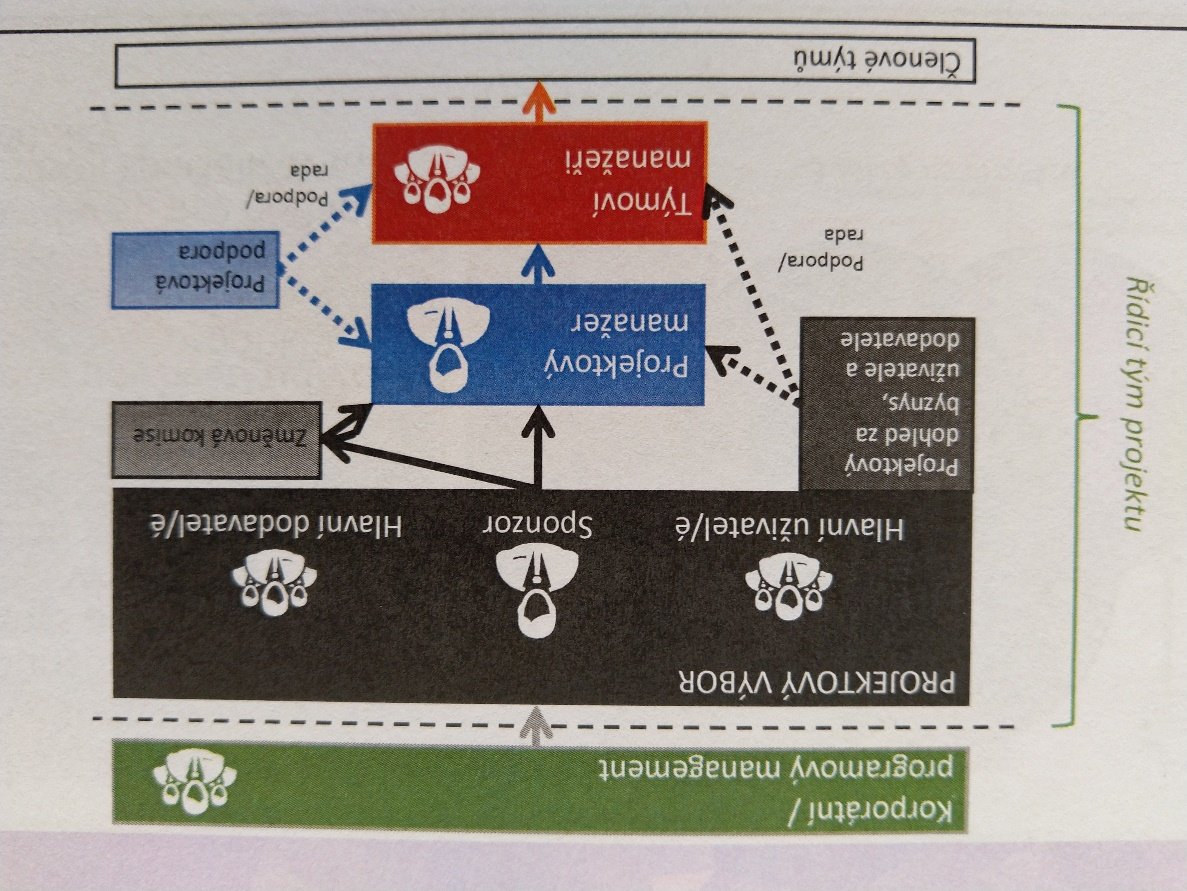 Korporátní /
programový management
PROJEKTOVÝ VÝBOR
Hlavní uživatel/é
Sponzor
Hlavní dodavatel/é
Projektový
dohled za
byznys,
uživatele a
dodavatele
Změnová komise
Projektový
manažer
Projektová
podpora
Podpora/
rada
Podpora/
rada
Týmoví
manažeři
Členové týmů
Řídicí tým projektu